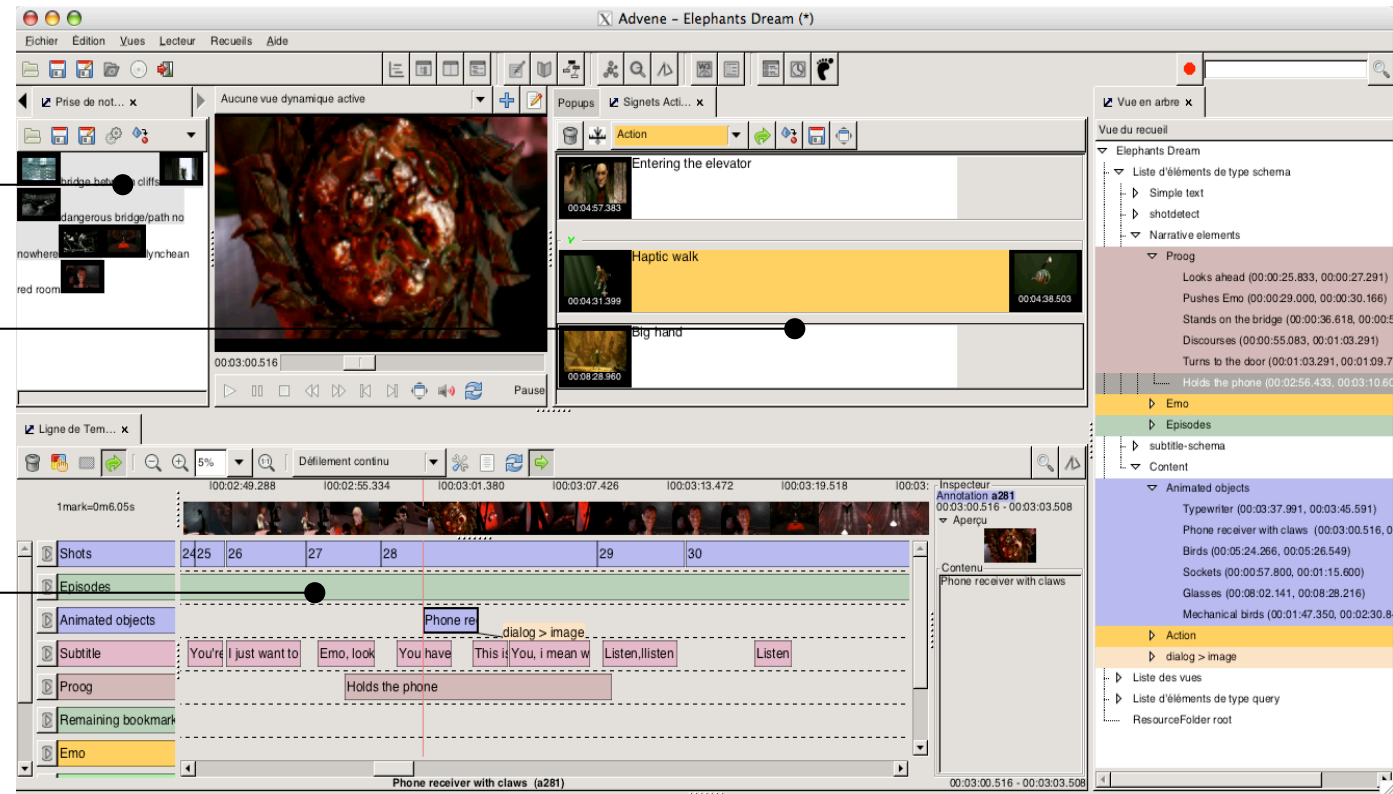 Advene - Elephants Dream (*)
Fichier Édition Vues Lecteur Recueils Aide
Prise de not... x
Aucune vue dynamique active
Popups Signets Acti... x
Vue en arbre x
Action
bridge between cliffs
dangerous bridge/path no
nowhere lynchean
red room
00:03:00.516
Pause
Entering the elevator
00:04:57.383
Haptic walk
00:04:31.399
00:04:38.503
Big hand
00:08:28.960
Vue du recueil
Elephants Dream
Liste d'éléments de type schema
Simple text
shotdetect
Narrative elements
Proog
Looks ahead (00:00:25.833, 00:00:27.291)
Pushes Emo (00:00:29.000, 00:00:30.166)
Stands on the bridge (00:00:36.618, 00:00:5
Discourses (00:00:55.083, 00:01:03.291)
Turns to the door (00:01:03.291, 00:01:09.7
Holds the phone (00:02:56.433, 00:03:10.60
Emo
Episodes
subtitle-schema
Content
Animated objects
Typewriter (00:03:37.991, 00:03:45.591)
Phone receiver with claws (00:03:00.516, 0
Birds (00:05:24.266, 00:05:26.549)
Sockets (00:00:57.800, 00:01:15.600)
Glasses (00:08:02.141, 00:08:28.216)
Mechanical birds (00:01:47.350, 00:02:30.8
Action
dialog > image
Liste des vues
Liste d'éléments de type query
ResourceFolder root
Ligne de Tem... x
5%
Défilement continu
1mark=0m6.05s
00:02:49.288 00:02:55.334 00:03:01.380 00:03:07.426 00:03:13.472 00:03:19.518 00:03:
Shots 24 25 26 27 28 29 30
Episodes
Animated objects Phone re
dialog > image
Subtitle You're I just want to Emo, look You have This is You, i mean w Listen,llisten Listen
Proog Holds the phone
Remaining bookmark
Emo
Phone receiver with claws (a281)
Inspecteur
Annotation a281
00:03:00.516 - 00:03:03.508
Aperçu
Contenu
Phone receiver with claws
00:03:00.516 - 00:03:03.508